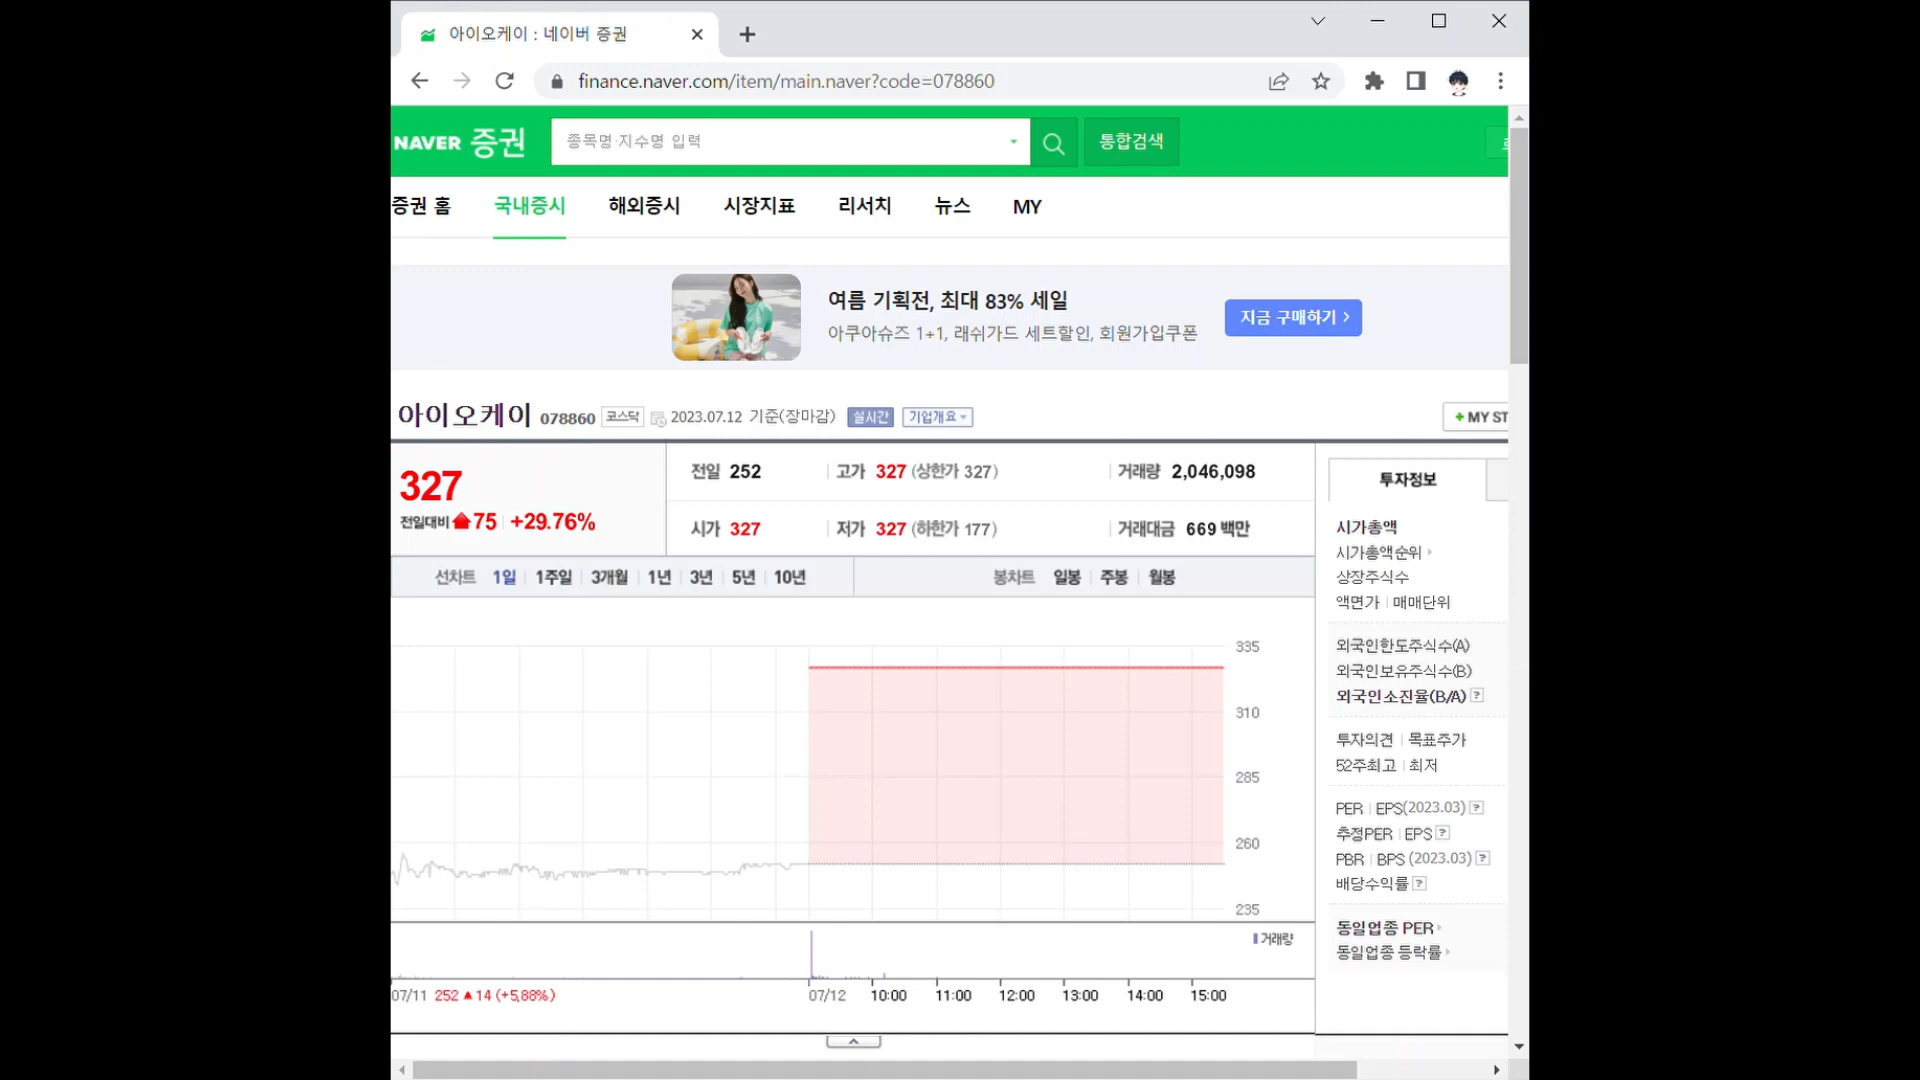 아이오케이 : 네이버 증권
finance.naver.com/item/main.naver?code=078860
NAVER 증권
종목명·지수명 입력
통합검색
증권 홈 국내증시 해외증시 시장지표 리서치 뉴스 MY
여름 기획전, 최대 83% 세일
아쿠아슈즈 1+1, 래쉬가드 세트할인, 회원가입쿠폰
지금 구매하기
아이오케이 078860 코스닥 2023.07.12 기준(장마감) 실시간 기업개요
+ MY ST
327
전일대비 75 +29.76%
전일 252 고가 327 (상한가 327) 거래량 2,046,098
시가 327 저가 327 (하한가 177) 거래대금 669 백만
선차트 1일 1주일 3개월 1년 3년 5년 10년 봉차트 일봉 주봉 월봉
335
310
285
260
235
거래량
07/11 252 ▲ 14 (+5,88%) 07/12 10:00 11:00 12:00 13:00 14:00 15:00
투자정보
시가총액
시가총액순위
상장주식수
액면가 매매단위
외국인한도주식수(A)
외국인보유주식수(B)
외국인소진율(B/A) ?
투자의견 목표주가
52주최고 최저
PER EPS(2023.03) ?
추정PER EPS ?
PBR BPS (2023.03) ?
배당수익률 ?
동일업종 PER
동일업종 등락률